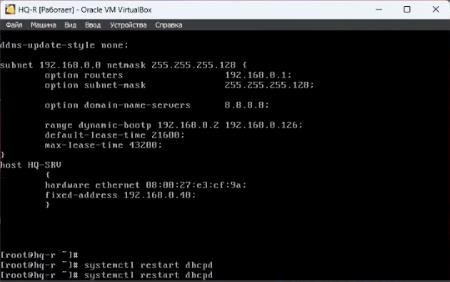 HQ-R [Работает] - Oracle VM VirtualBox
Файл Машина Вид Ввод Устройства Справка
ddns-update-style none;
subnet 192.168.0.0 netmask 255.255.255.128 {
option routers 192.168.0.1;
option subnet-mask 255.255.255.128;
option domain-name-servers 8.8.8.8;
range dynamic-bootp 192.168.0.2 192.168.0.126;
default-lease-time 21600;
max-lease-time 43200;
}
host HQ-SRV
{
hardware ethernet 08:00:27:e3:cf:9a;
fixed-address 192.168.0.40;
}
[root@hq-r ~]#
[root@hq-r ~]# systemctl restart dhcpd
[root@hq-r ~]# systemctl restart dhcpd